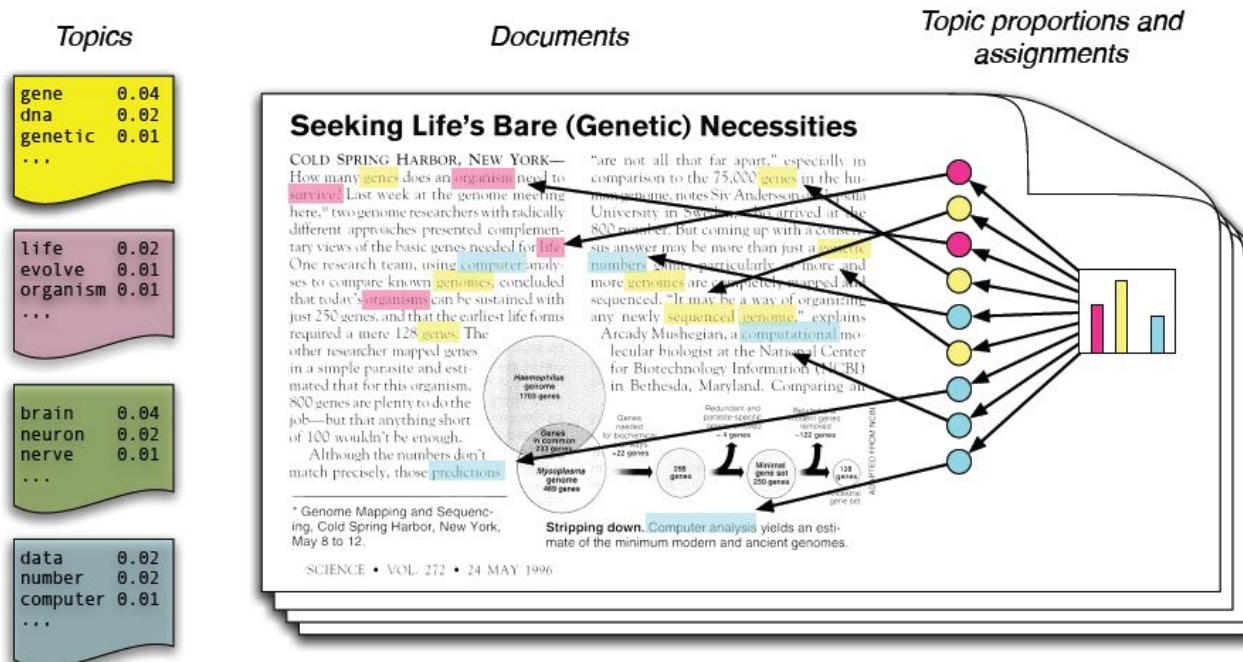 Topics
gene 0.04
dna 0.02
genetic 0.01
...
life 0.02
evolve 0.01
organism 0.01
...
brain 0.04
neuron 0.02
nerve 0.01
...
data 0.02
number 0.02
computer 0.01
...
Documents
Seeking Life's Bare (Genetic) Necessities
COLD SPRING HARBOR, NEW YORK—
How many genes does an organism need to
survive? Last week at the genome meeting
here,* two genome researchers with radically
different approaches presented complemen-
tary views of the basic genes needed for life.
One research team, using computer analy-
ses to compare known genomes, concluded
that today's organisms can be sustained with
just 250 genes, and that the earliest life forms
required a mere 128 genes. The
other researcher mapped genes
in a simple parasite and esti-
mated that for this organism,
800 genes are plenty to do the
job—but that anything short
of 100 wouldn't be enough.
Although the numbers don't
match precisely, those predictions
* Genome Mapping and Sequenc-
ing, Cold Spring Harbor, New York,
May 8 to 12.
"are not all that far apart," especially in
comparison to the 75,000 genes in the hu-
man genome, notes Siv Andersson of
University in Sweden, who arrived at the
800 number. But coming up with a consen-
sus answer may be more than just a genetic
numbers particularly as more and
more genomes are completely mapped and
sequenced. "It may be a way of organizing
any newly sequenced genome," explains
Arcady Mushegian, a computational mo-
lecular biologist at the National Center
for Biotechnology Information (NCBI)
in Bethesda, Maryland. Comparing an
Haemophilus
genome
1703 genes
Genes
in common
233 genes
Mycoplasma
genome
469 genes
Genes
needed
for biochemical
+22 genes
Redundant and
parasite-specific
– 4 genes
removed
–122 genes
Minimal
gene set
250 genes
128
genes
gene set
ADAPTED FROM NCBI
Stripping down. Computer analysis yields an esti-
mate of the minimum modern and ancient genomes.
SCIENCE • VOL. 272 • 24 MAY 1996
Topic proportions and
assignments